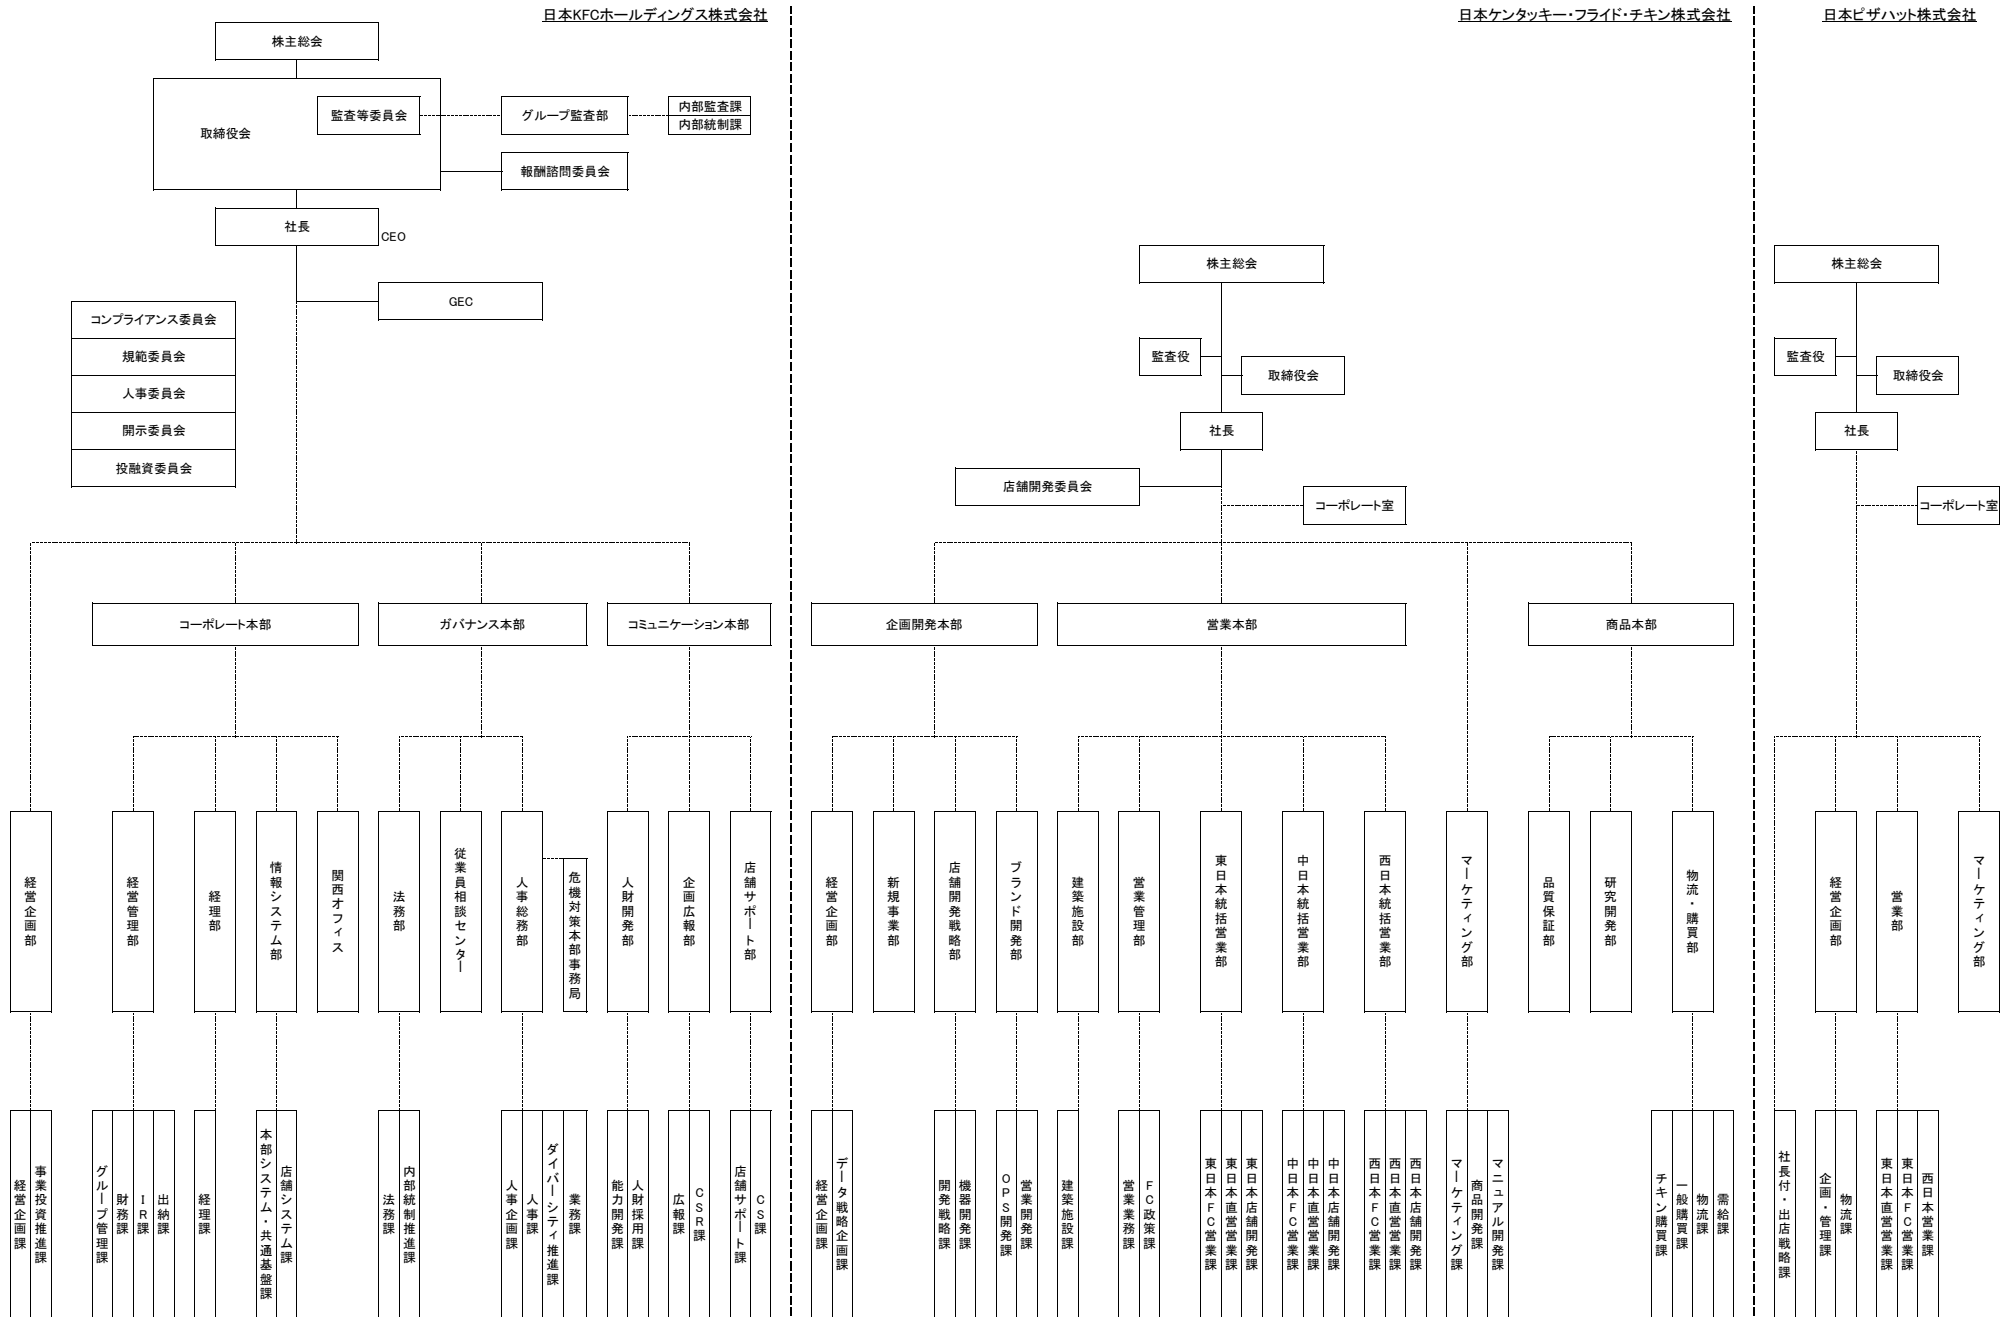 日本KFCホールディングス株式会社
株主総会
取締役会
監査等委員会
グループ監査部
内部監査課
内部統制課
報酬諮問委員会
社長
CEO
GEC
コンプライアンス委員会
規範委員会
人事委員会
開示委員会
投融資委員会
コーポレート本部
ガバナンス本部
コミュニケーション本部
経営企画部
経営管理部
経理部
情報システム部
関西オフィス
法務部
従業員相談センター
人事総務部
危機対策本部事務局
人財開発部
企画広報部
店舗サポート部
経営企画課
事業投資推進課
グループ管理課
財務課
IR課
出納課
経理課
本部システム・共通基盤課
店舗システム課
法務課
内部統制推進課
人事企画課
人事課
ダイバーシティ推進課
業務課
能力開発課
人財採用課
広報課
CSR課
店舗サポート課
CS課
日本ケンタッキー・フライド・チキン株式会社
株主総会
監査役
取締役会
社長
店舗開発委員会
コーポレート室
企画開発本部
営業本部
商品本部
経営企画部
新規事業部
店舗開発戦略部
ブランド開発部
建築施設部
営業管理部
東日本統括営業部
中日本統括営業部
西日本統括営業部
マーケティング部
品質保証部
研究開発部
物流・購買部
経営企画課
データ戦略企画課
開発戦略課
機器開発課
OPS開発課
営業開発課
建築施設課
営業業務課
FC政策課
東日本FC営業課
東日本直営営業課
東日本店舗開発課
中日本FC営業課
中日本直営営業課
中日本店舗開発課
西日本FC営業課
西日本直営営業課
西日本店舗開発課
マーケティング課
商品開発課
マニュアル開発課
チキン購買課
一般購買課
物流課
需給課
日本ピザハット株式会社
株主総会
監査役
取締役会
社長
コーポレート室
経営企画部
営業部
マーケティング部
社長付・出店戦略課
企画・管理課
物流課
東日本直営営業課
東日本FC営業課
西日本営業課